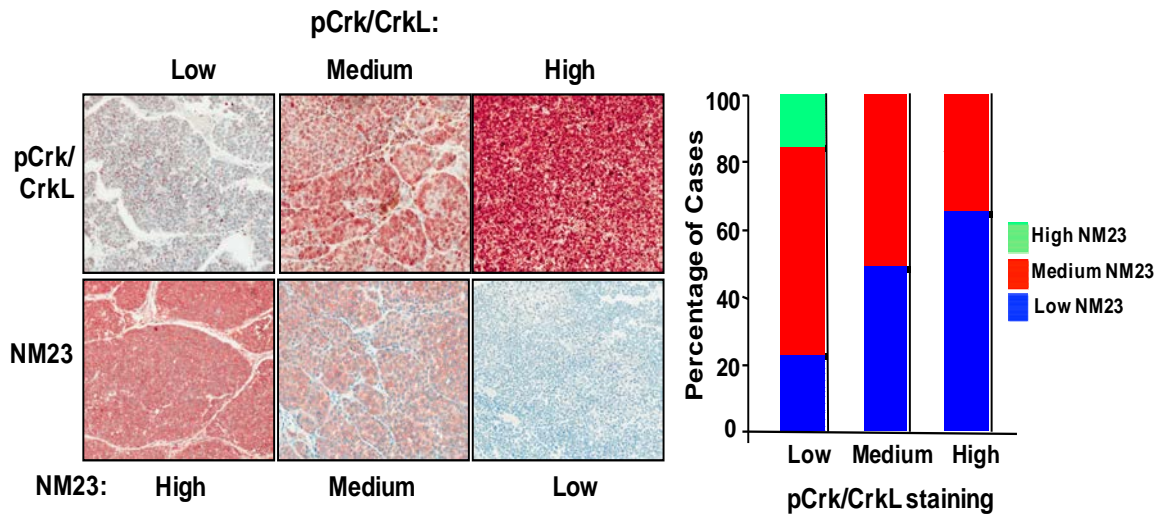 pCrk/CrkL:
Low Medium High
pCrk/
CrkL
NM23
NM23: High Medium Low
Percentage of Cases
100
80
60
40
20
0
Low Medium High
pCrk/CrkL staining
High NM23
Medium NM23
Low NM23